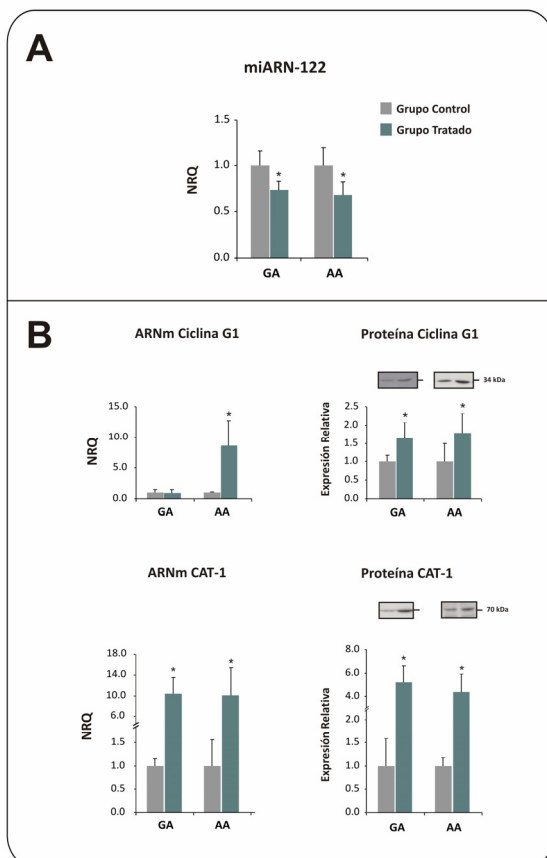 A
miARN-122
Grupo Control
Grupo Tratado
NRQ
1.5
1.0
0.5
0.0
*
*
GA
AA
B
ARNm Ciclina G1
NRQ
15.0
10.0
5.0
0.0
*
GA
AA
Proteína Ciclina G1
34 kDa
Expresión Relativa
2.5
2.0
1.5
1.0
0.5
0.0
*
*
GA
AA
ARNm CAT-1
NRQ
18.0
14.0
10.0
6.0
1.5
1.0
0.5
0.0
*
*
GA
AA
Proteína CAT-1
70 kDa
Expresión Relativa
8.0
6.0
4.0
2.0
1.5
1.0
0.5
0.0
*
*
GA
AA